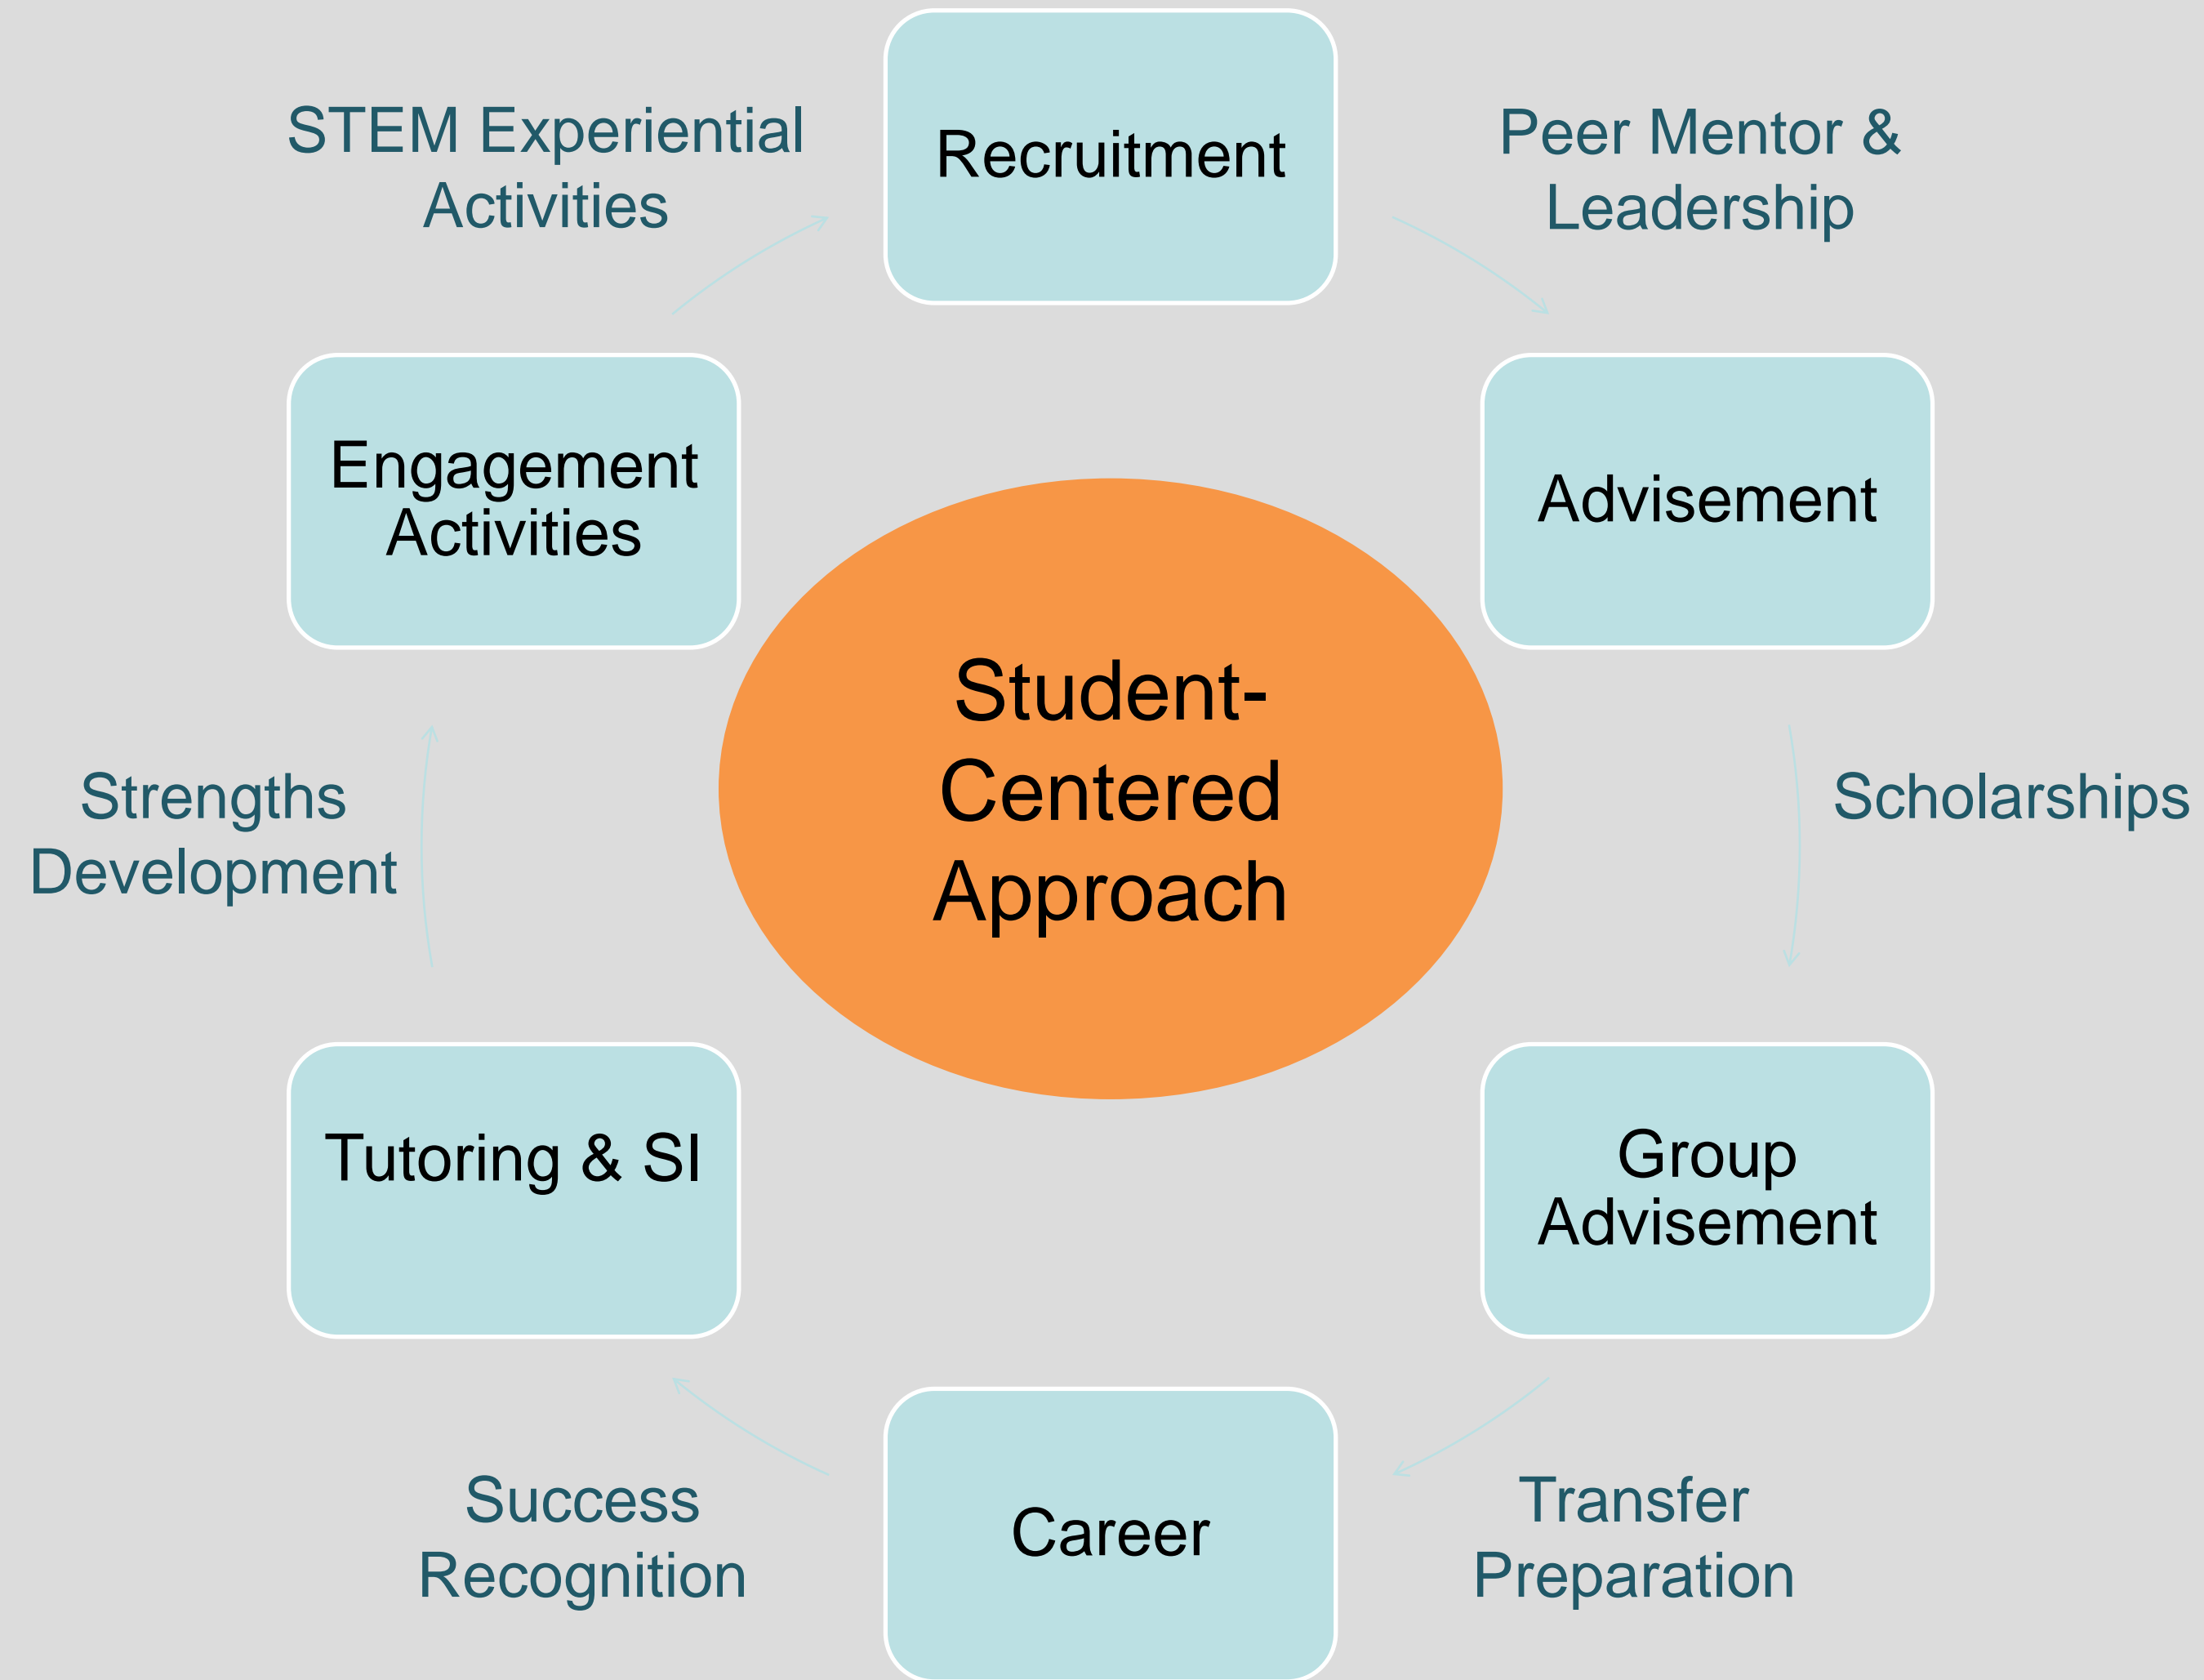 Recruitment
STEM Experiential
Activities
Peer Mentor &
Leadership
Engagement
Activities
Advisement
Student-
Centered
Approach
Strengths
Development
Scholarships
Tutoring & SI
Group
Advisement
Success
Recognition
Career
Transfer
Preparation